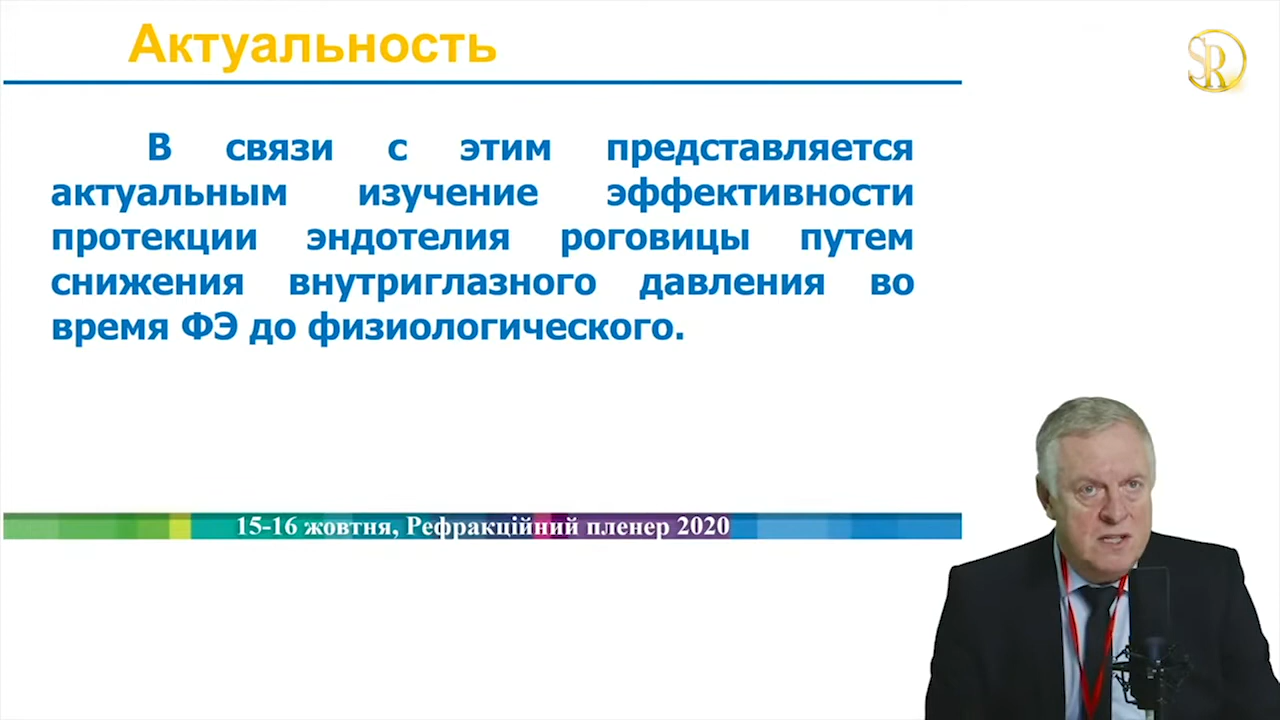 Актуальность
SR
В связи с этим представляется
актуальным изучение эффективности
протекции эндотелия роговицы путем
снижения внутриглазного давления во
время ФЭ до физиологического.
15-16 жовтня, Рефракційний пленер 2020